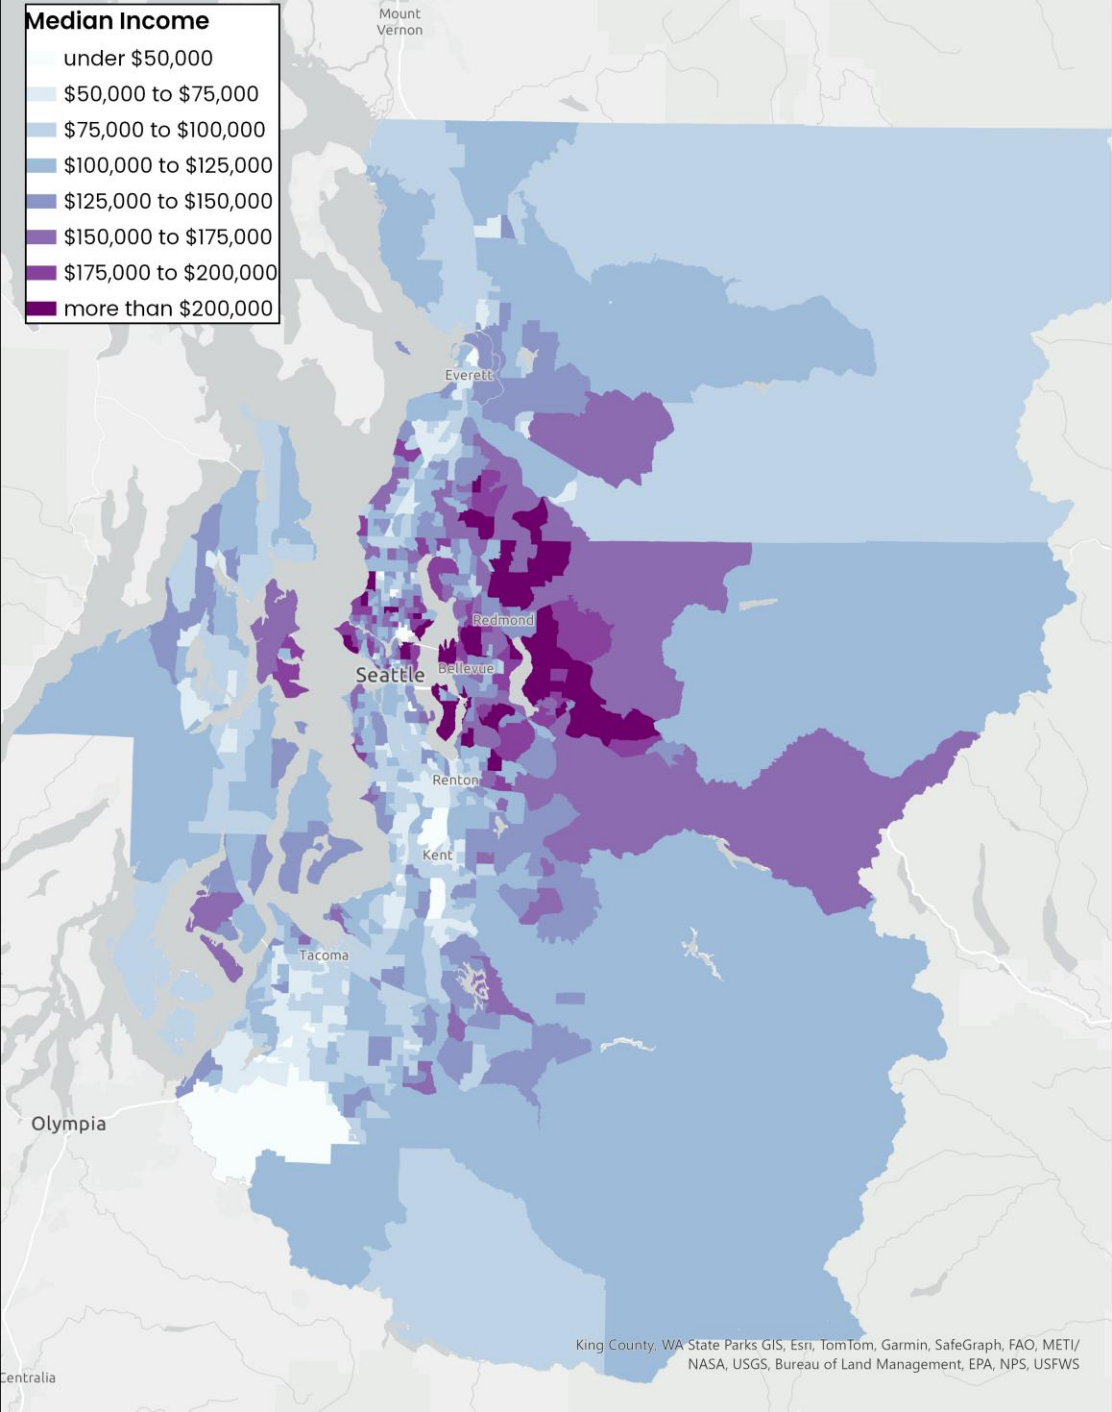 Median Income
under $50,000
$50,000 to $75,000
$75,000 to $100,000
$100,000 to $125,000
$125,000 to $150,000
$150,000 to $175,000
$175,000 to $200,000
more than $200,000
Mount
Vernon
Everett
Redmond
Seattle
Bellevue
Renton
Kent
Tacoma
Olympia
Centralia
King County, WA State Parks GIS, Esri, TomTom, Garmin, SafeGraph, FAO, METI/
NASA, USGS, Bureau of Land Management, EPA, NPS, USFWS